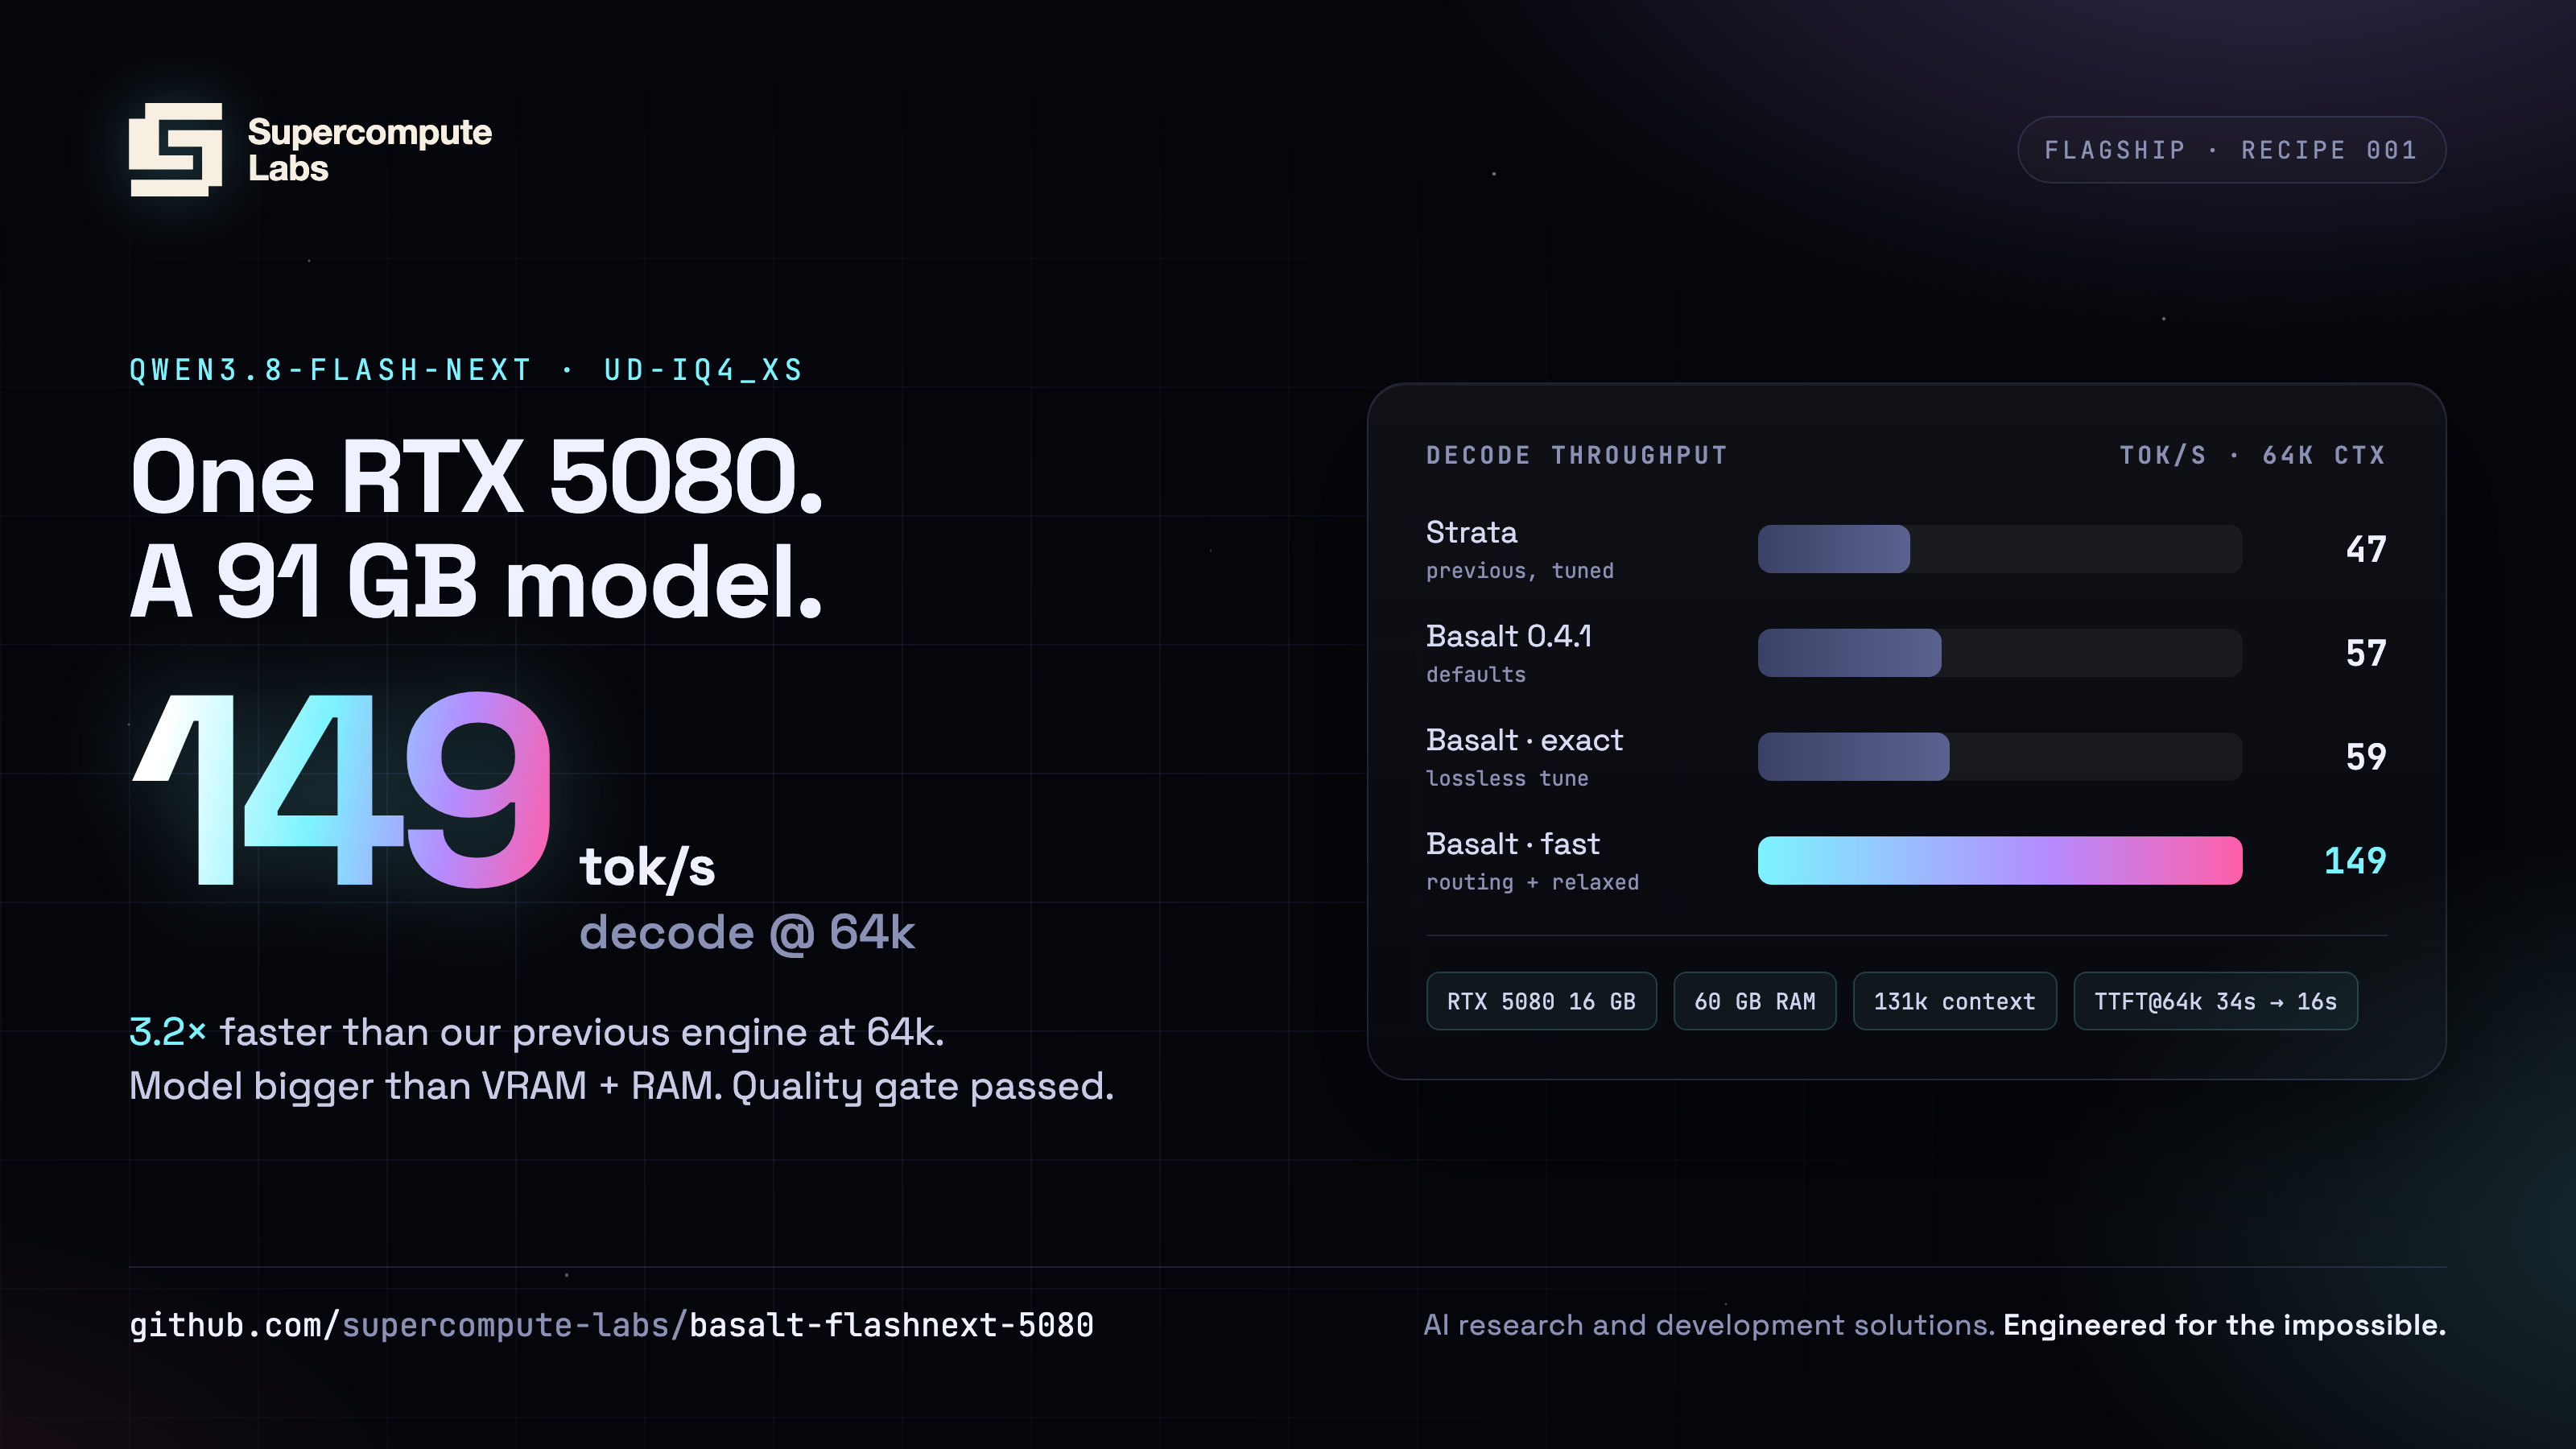 Supercompute
Labs
FLAGSHIP · RECIPE 001
QWEN3.8-FLASH-NEXT · UD-IQ4_XS
One RTX 5080.
A 91 GB model.
149 tok/s
decode @ 64k
3.2× faster than our previous engine at 64k.
Model bigger than VRAM + RAM. Quality gate passed.
DECODE THROUGHPUT TOK/S · 64K CTX
Strata
previous, tuned
47
Basalt 0.4.1
defaults
57
Basalt · exact
lossless tune
59
Basalt · fast
routing + relaxed
149
RTX 5080 16 GB 60 GB RAM 131k context TTFT@64k 34s → 16s
github.com/supercompute-labs/basalt-flashnext-5080
AI research and development solutions. Engineered for the impossible.